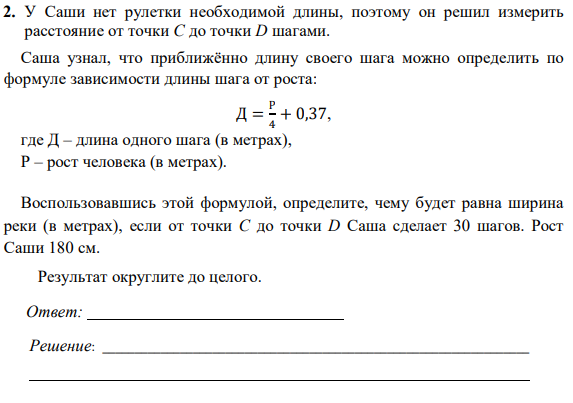 2. У Саши нет рулетки необходимой длины, поэтому он решил измерить
расстояние от точки C до точки D шагами.
Саша узнал, что приближённо длину своего шага можно определить по
формуле зависимости длины шага от роста:
Д = Р/4 + 0,37,
где Д – длина одного шага (в метрах),
Р – рост человека (в метрах).
Воспользовавшись этой формулой, определите, чему будет равна ширина
реки (в метрах), если от точки C до точки D Саша сделает 30 шагов. Рост
Саши 180 см.
Результат округлите до целого.
Ответ:
Решение: